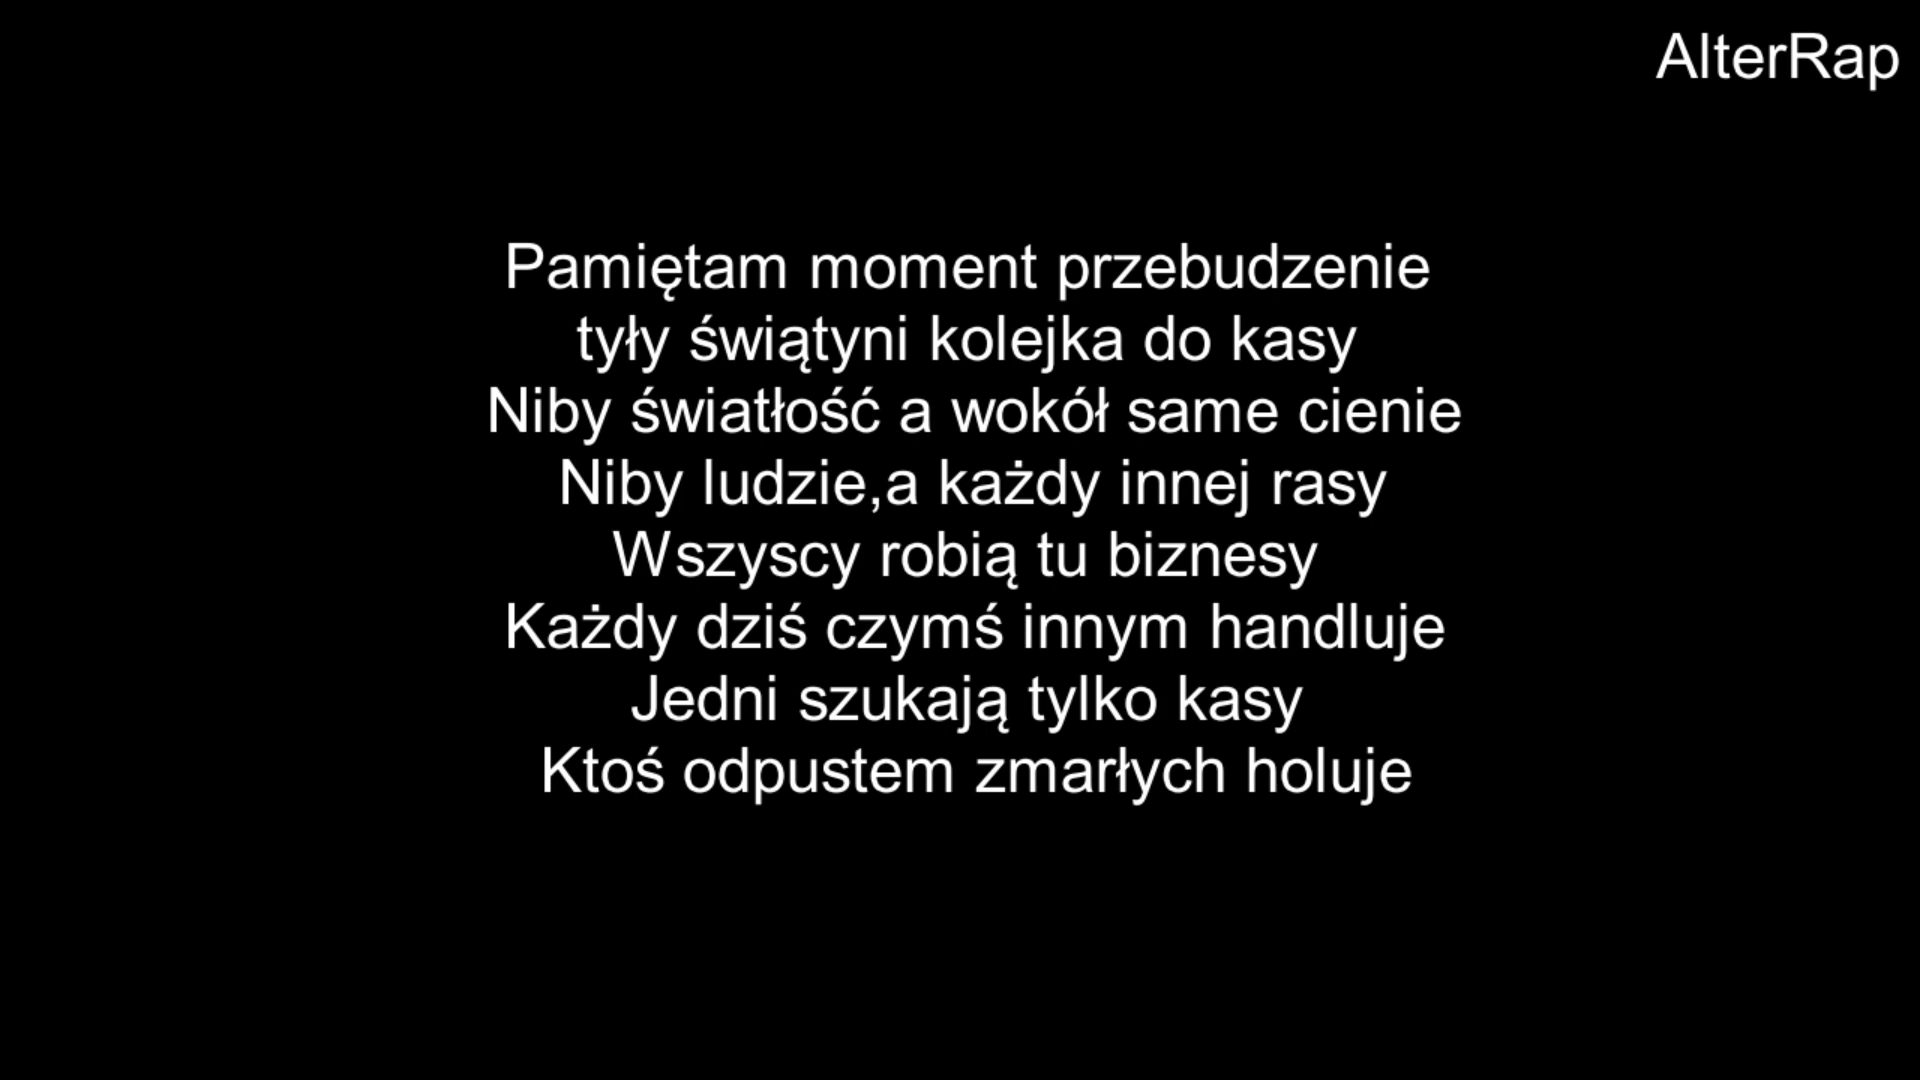 AlterRap
Pamiętam moment przebudzenie
tyły świątyni kolejka do kasy
Niby światłość a wokół same cienie
Niby ludzie,a każdy innej rasy
Wszyscy robią tu biznesy
Każdy dziś czymś innym handluje
Jedni szukają tylko kasy
Ktoś odpustem zmarłych holuje